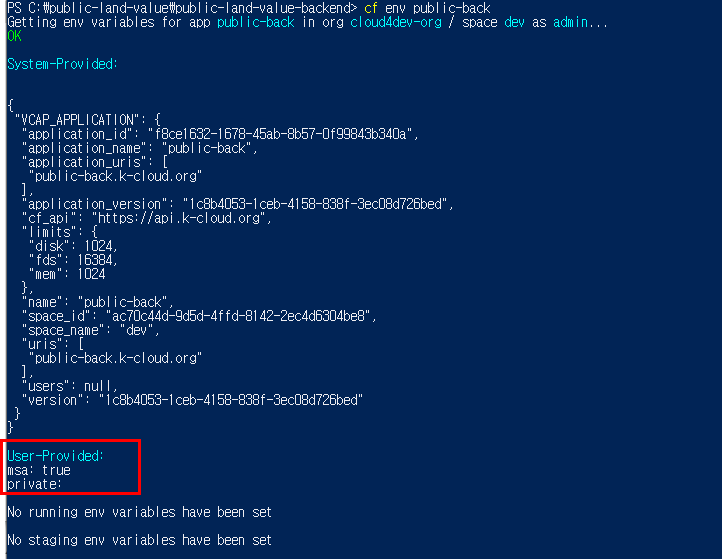 PS C:₩public-land-value₩public-land-value-backend> cf env public-back
Getting env variables for app public-back in org cloud4dev-org / space dev as admin...
OK
System-Provided:
{
"VCAP_APPLICATION": {
"application_id": "f8ce1632-1678-45ab-8b57-0f99843b340a",
"application_name": "public-back",
"application_uris": [
"public-back.k-cloud.org"
],
"application_version": "1c8b4053-1ceb-4158-838f-3ec08d726bed",
"cf_api": "https://api.k-cloud.org",
"limits": {
"disk": 1024,
"fds": 16384,
"mem": 1024
},
"name": "public-back",
"space_id": "ac70c44d-9d5d-4ffd-8142-2ec4d6304be8",
"space_name": "dev",
"uris": [
"public-back.k-cloud.org"
],
"users": null,
"version": "1c8b4053-1ceb-4158-838f-3ec08d726bed"
}
}
User-Provided:
msa: true
private:
No running env variables have been set
No staging env variables have been set